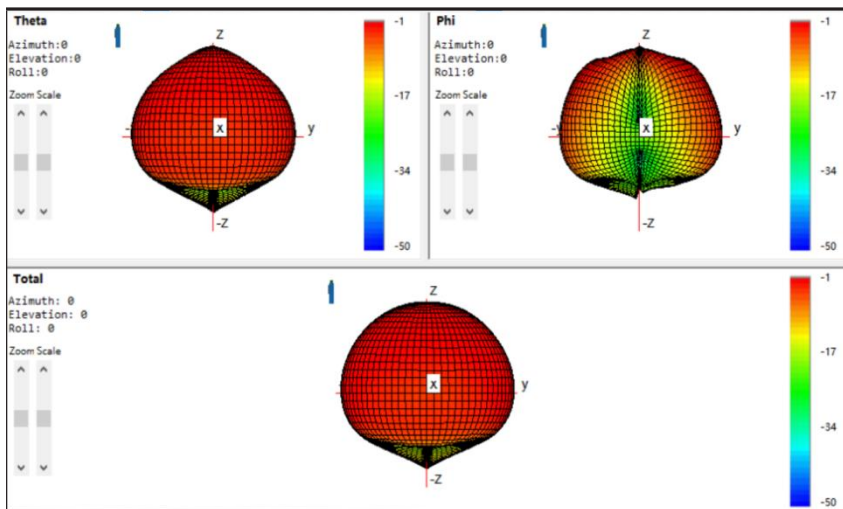 Theta
Azimuth:0
Elevation:0
Roll:0
Zoom Scale
Z
x
y
-Z
-1
-17
-34
-50
Phi
Azimuth:0
Elevation:0
Roll:0
Zoom Scale
Z
x
y
-Z
-1
-17
-34
-50
Total
Azimuth: 0
Elevation: 0
Roll: 0
Zoom Scale
Z
x
y
-Z
-1
-17
-34
-50